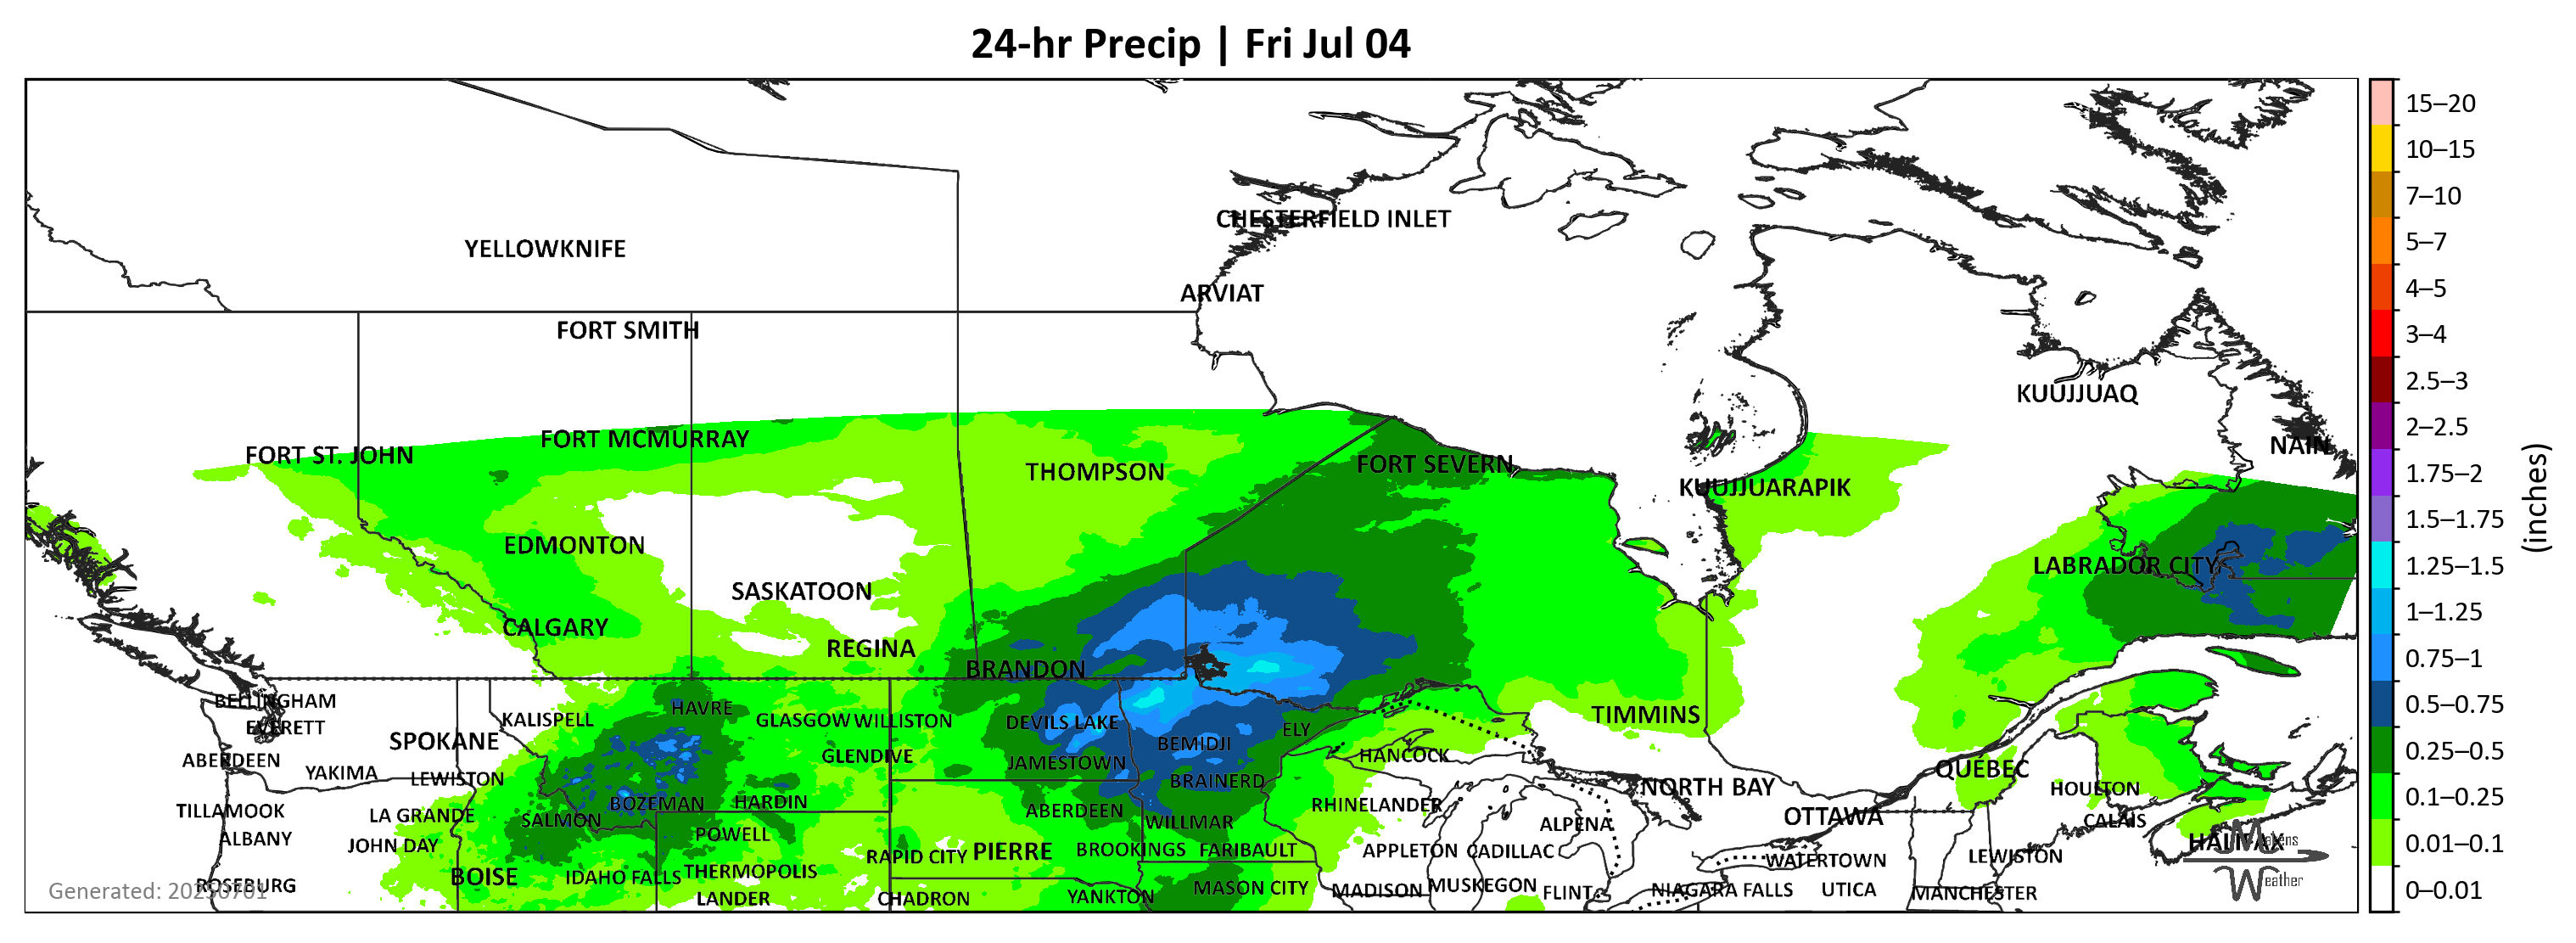 24-hr Precip | Fri Jul 04
CHESTERFIELD INLET
YELLOWKNIFE
ARVIAT
FORT SMITH
KUUJJUAQ
FORT MCMURRAY
NAIN
FORT ST. JOHN
FORT SEVERN
THOMPSON
KUUJJUARAPIK
EDMONTON
LABRADOR CITY
SASKATOON
CALGARY
REGINA
BRANDON
BELLINGHAM
HAVRE
TIMMINS
KALISPELL
GLASGOW
WILLISTON
DEVILS LAKE
EVERETT
ELY
SPOKANE
BEMIDJI
GLENDIVE
HANCOCK
ABERDEEN
JAMESTOWN
QUÉBEC
YAKIMA
LEWISTON
BRAINERD
NORTH BAY
HOULTON
BOZEMAN
HARDIN
RHINELANDER
TILLAMOOK
ABERDEEN
LA GRANDE
OTTAWA
SALMON
WILLMAR
CALAIS
ALPENA
POWELL
ALBANY
HALIFAX
JOHN DAY
BROOKINGS
FARIBAULT
PIERRE
APPLETON
CADILLAC
RAPID CITY
LEWISTON
WATERTOWN
THERMOPOLIS
BOISE
IDAHO FALLS
ROSEBURG
MUSKEGON
MASON CITY
MADISON
FLINT
NIAGARA FALLS
UTICA
MANCHESTER
YANKTON
LANDER
CHADRON
Generated: 20250701
Weather
15–20
10–15
7–10
5–7
4–5
3–4
2.5–3
2–2.5
1.75–2
1.5–1.75
1.25–1.5
1–1.25
0.75–1
0.5–0.75
0.25–0.5
0.1–0.25
0.01–0.1
0–0.01
(inches)